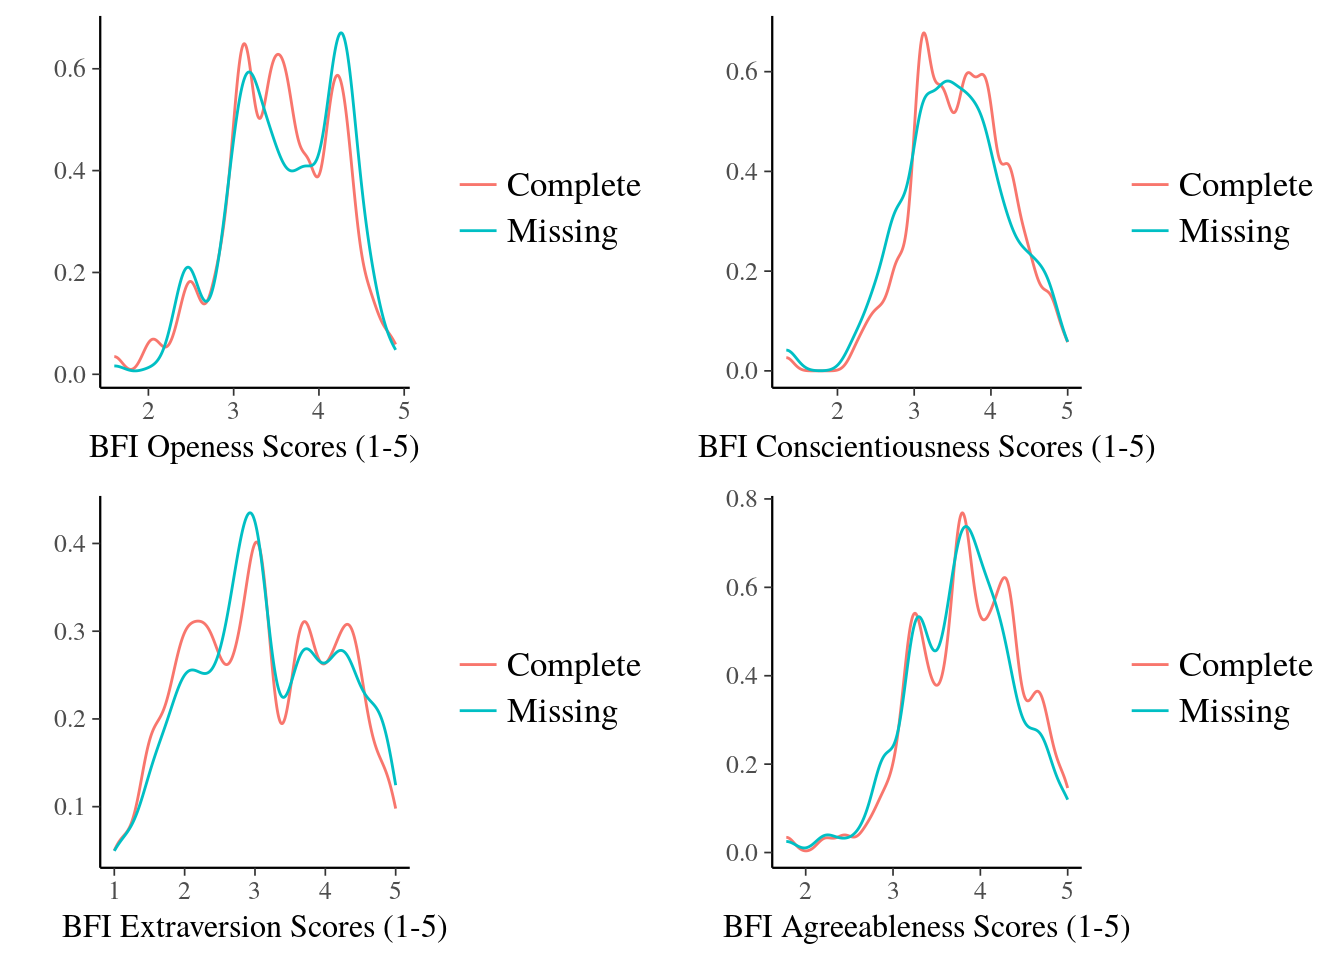 0.6
0.4
0.2
0.0
2 3 4 5
BFI Openess Scores (1-5)
Complete
Missing
0.6
0.4
0.2
0.0
2 3 4 5
BFI Conscientiousness Scores (1-5)
Complete
Missing
0.4
0.3
0.2
0.1
1 2 3 4 5
BFI Extraversion Scores (1-5)
Complete
Missing
0.8
0.6
0.4
0.2
0.0
2 3 4 5
BFI Agreeableness Scores (1-5)
Complete
Missing